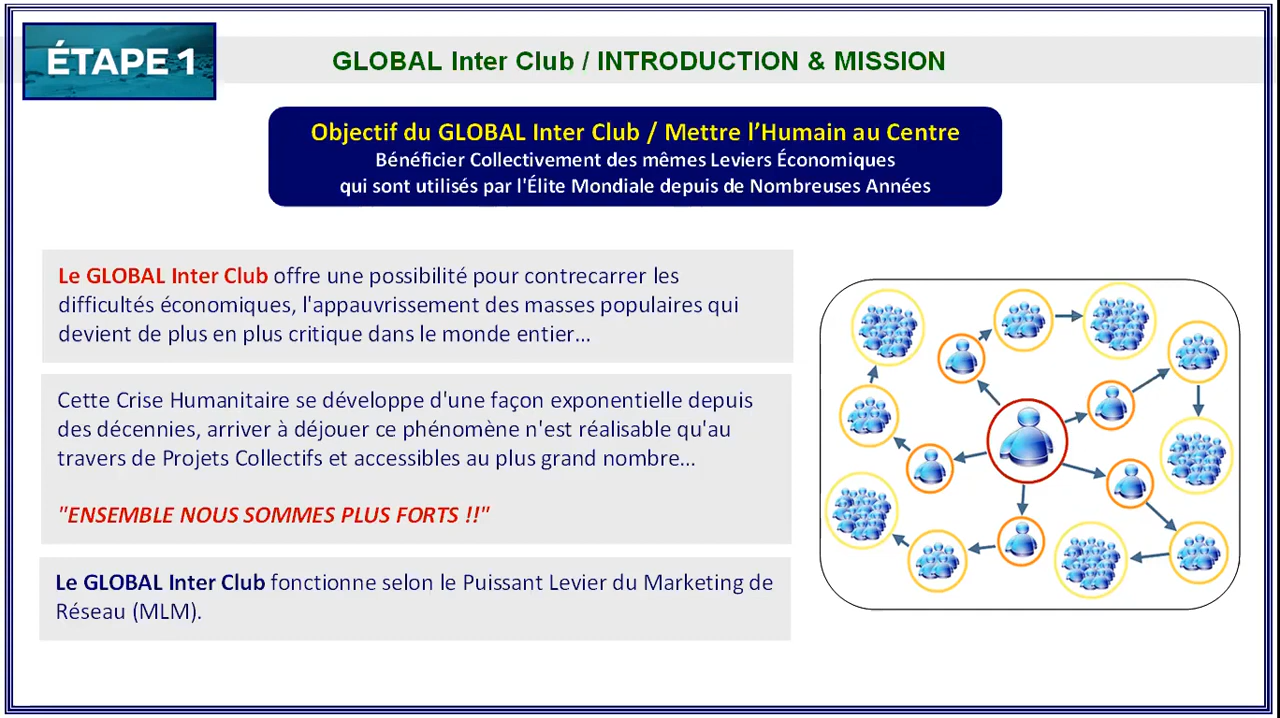 ÉTAPE 1
GLOBAL Inter Club / INTRODUCTION & MISSION
Objectif du GLOBAL Inter Club / Mettre l’Humain au Centre
Bénéficier Collectivement des mêmes Leviers Économiques
qui sont utilisés par l'Élite Mondiale depuis de Nombreuses Années
Le GLOBAL Inter Club offre une possibilité pour contrecarrer les
difficultés économiques, l'appauvrissement des masses populaires qui
devient de plus en plus critique dans le monde entier...
Cette Crise Humanitaire se développe d'une façon exponentielle depuis
des décennies, arriver à déjouer ce phénomène n'est réalisable qu'au
travers de Projets Collectifs et accessibles au plus grand nombre...
"ENSEMBLE NOUS SOMMES PLUS FORTS !!"
Le GLOBAL Inter Club fonctionne selon le Puissant Levier du Marketing de
Réseau (MLM).